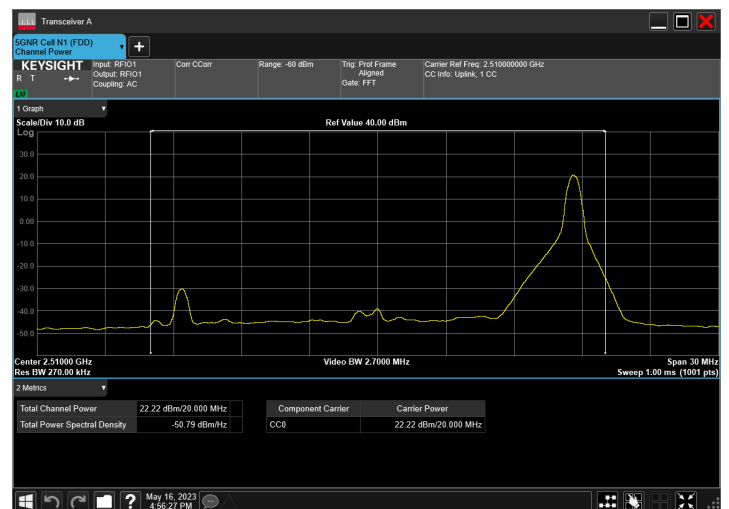 Transceiver A
5GNR Cell N1 (FDD)
Channel Power
KEYSIGHT
R T
LXI
Input: RFIO1
Output: RFIO1
Coupling: AC
Corr CCorr
Range: -60 dBm
Trig: Prot Frame
Aligned
Gate: FFT
Carrier Ref Freq: 2.510000000 GHz
CC Info: Uplink, 1 CC
1 Graph
Scale/Div 10.0 dB
Ref Value 40.00 dBm
Log
30.0
20.0
10.0
0.00
-10.0
-20.0
-30.0
-40.0
-50.0
Center 2.51000 GHz
Video BW 2.7000 MHz
Span 30 MHz
Res BW 270.00 kHz
Sweep 1.00 ms (1001 pts)
2 Metrics
Total Channel Power 22.22 dBm/20.000 MHz
Total Power Spectral Density -50.79 dBm/Hz
Component Carrier Carrier Power
CC0 22.22 dBm/20.000 MHz
?
May 16, 2023
4:56:27 PM